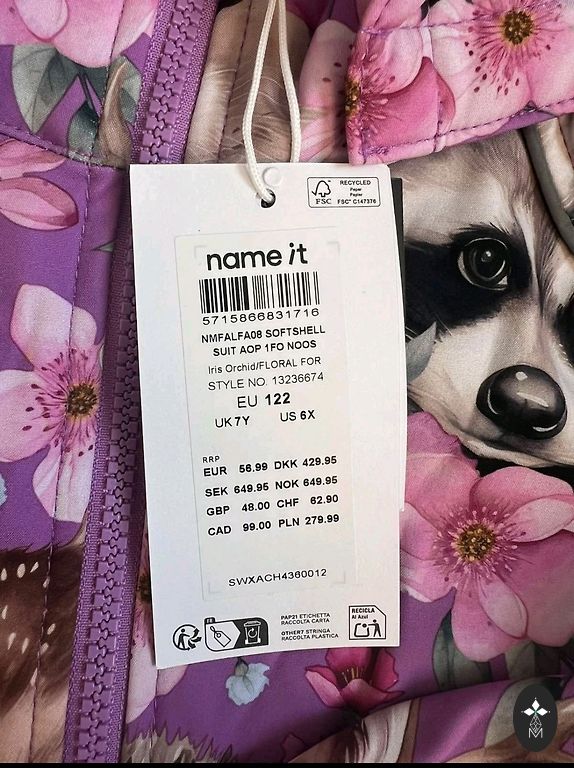 FSC
RECYCLED
Paper
Papier
FSC® C147376
name it
5715866831716
NMFALFA08 SOFTSHELL
SUIT AOP 1FO NOOS
Iris Orchid/FLORAL FOR
STYLE NO. 13236674
EU 122
UK 7Y US 6X
RRP
EUR 56.99 DKK 429.95
SEK 649.95 NOK 649.95
GBP 48.00 CHF 62.90
CAD 99.00 PLN 279.99
SWXACH4360012
FR
PAP21 ETICHETTA
RACCOLTA CARTA
OTHER7 STRINGA
RACCOLTA PLASTICA
RECICLA
Al Azul
M